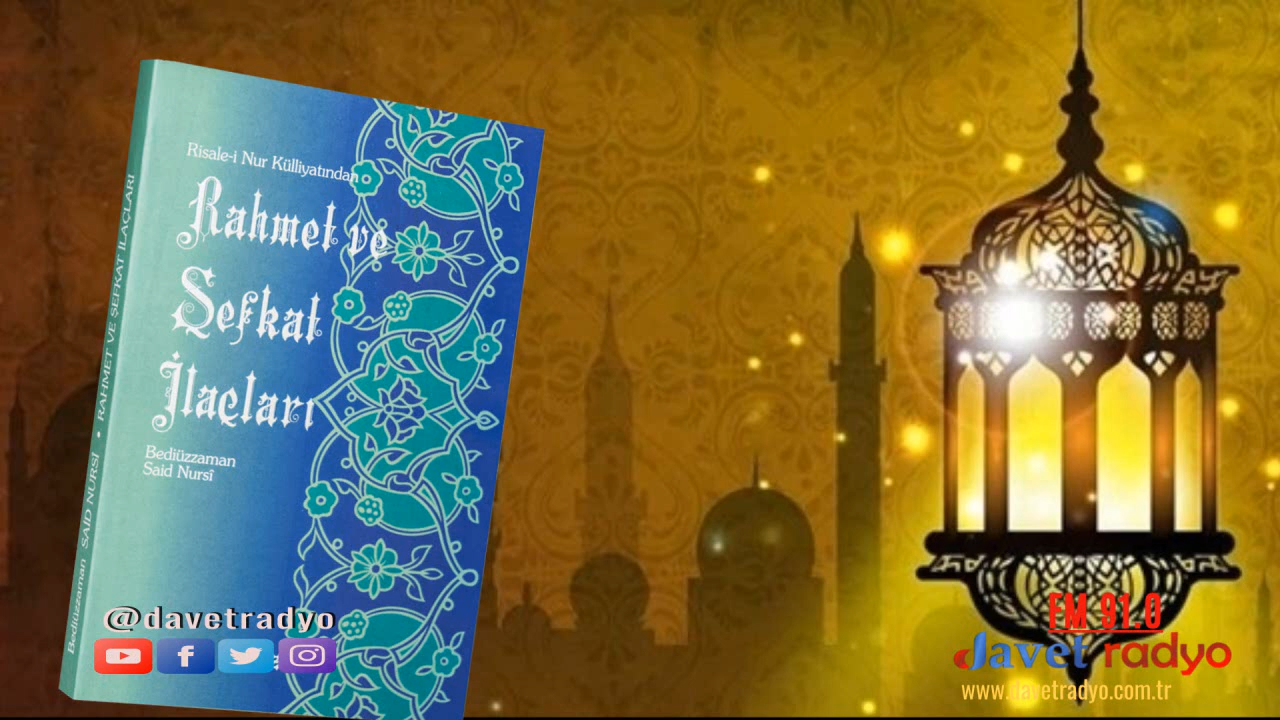 Risale-i Nur Külliyatından
Rahmet ve
Şefkat
İlaçları
Bediüzzaman
Said Nursî
Bediüzzaman SAİD NURSÎ • RAHMET VE ŞEFKAT İLAÇLARI
@davetradyo
FM 91.0
davet radyo
www.davetradyo.com.tr